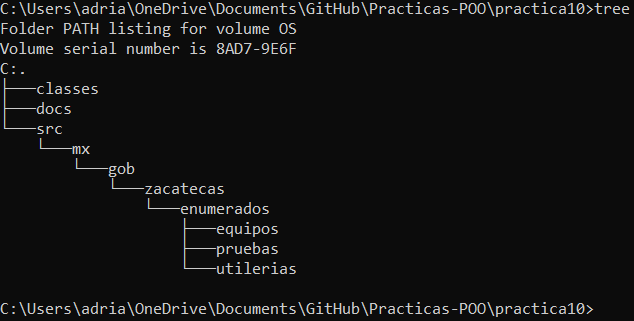 C:\Users\adria\OneDrive\Documents\GitHub\Practicas-POO\practica10>tree
Folder PATH listing for volume OS
Volume serial number is 8AD7-9E6F
C:.
├───classes
├───docs
└───src
    └───mx
        └───gob
            └───zacatecas
                └───enumerados
                    ├───equipos
                    ├───pruebas
                    └───utilerias
C:\Users\adria\OneDrive\Documents\GitHub\Practicas-POO\practica10>